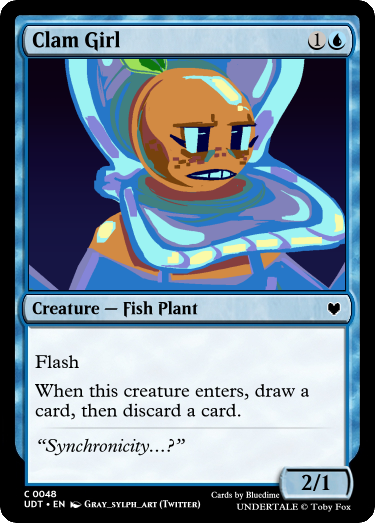 Clam Girl 1
Creature — Fish Plant
Flash
When this creature enters, draw a
card, then discard a card.
“Synchronicity…?”
2/1
C 0048
UDT • EN Gray_sylph_art (Twitter)
Cards by Bluedime
UNDERTALE © Toby Fox